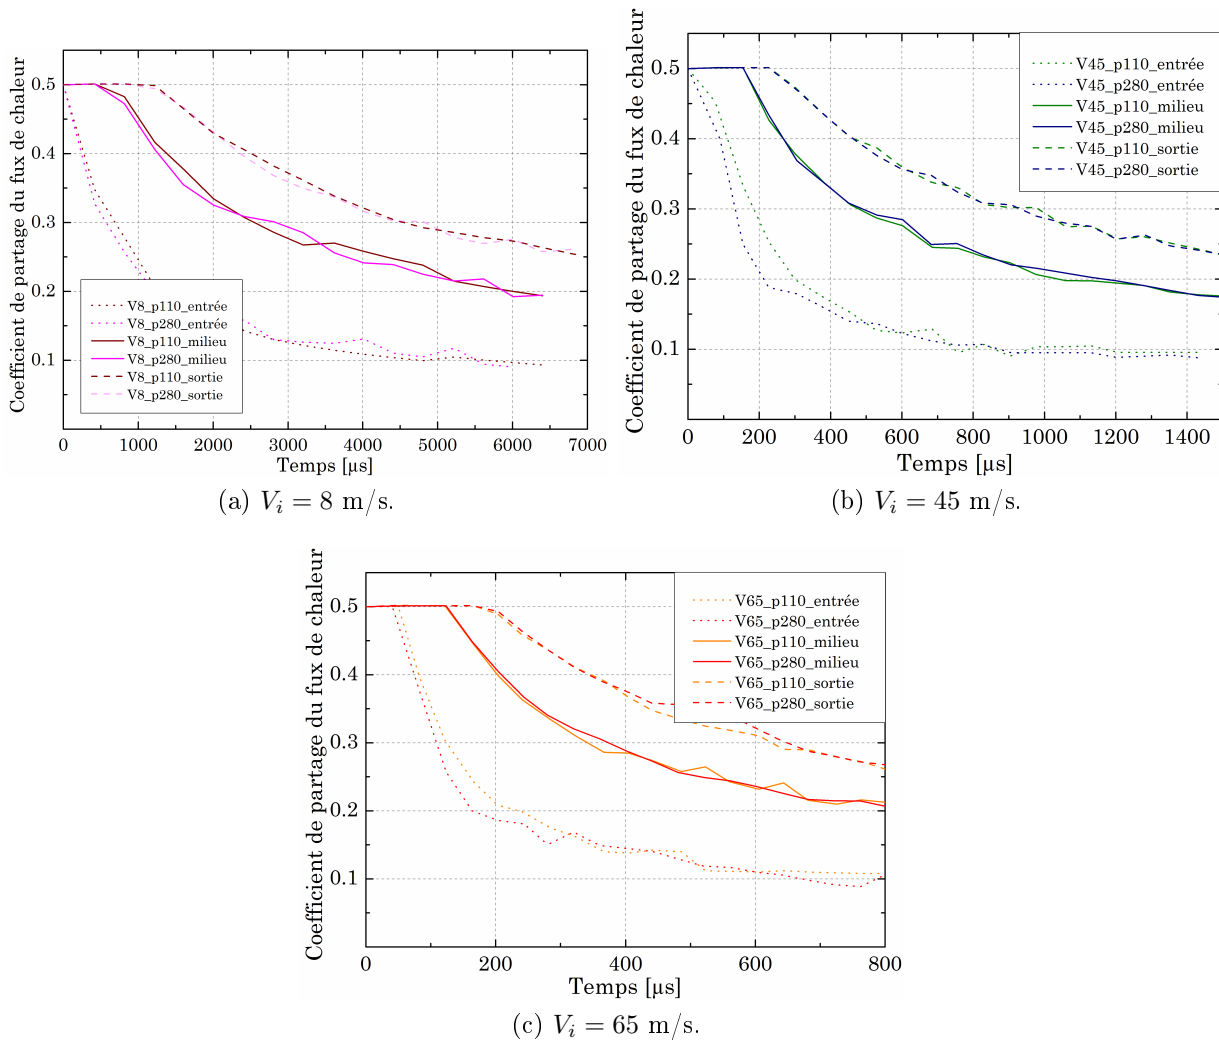 Coefficient de partage du fux de chaleur
0.5
0.4
0.3
0.2
0.1
V8_p110_entrée
V8_p280_entrée
V8_p110_milieu
V8_p280_milieu
V8_p110_sortie
V8_p280_sortie
0 1000 2000 3000 4000 5000 6000 7000
Temps [µs]
(a) V_i = 8 m/s.
Coefficient de partage du fux de chaleur
0.5
0.4
0.3
0.2
0.1
V45_p110_entrée
V45_p280_entrée
V45_p110_milieu
V45_p280_milieu
V45_p110_sortie
V45_p280_sortie
0 200 400 600 800 1000 1200 1400
Temps [µs]
(b) V_i = 45 m/s.
Coefficient de partage du fux de chaleur
0.5
0.4
0.3
0.2
0.1
V65_p110_entrée
V65_p280_entrée
V65_p110_milieu
V65_p280_milieu
V65_p110_sortie
V65_p280_sortie
0 200 400 600 800
Temps [µs]
(c) V_i = 65 m/s.